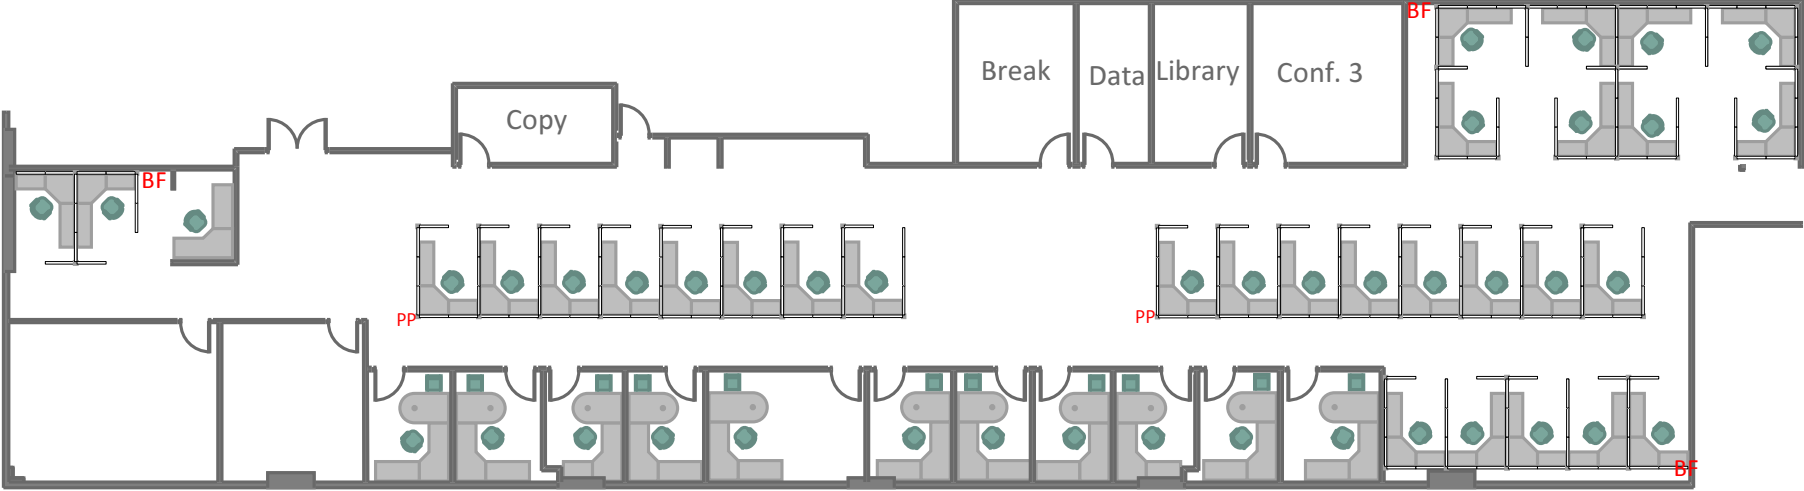 BF
Break
Data
Library
Conf. 3
Copy
BF
PP
PP
BF